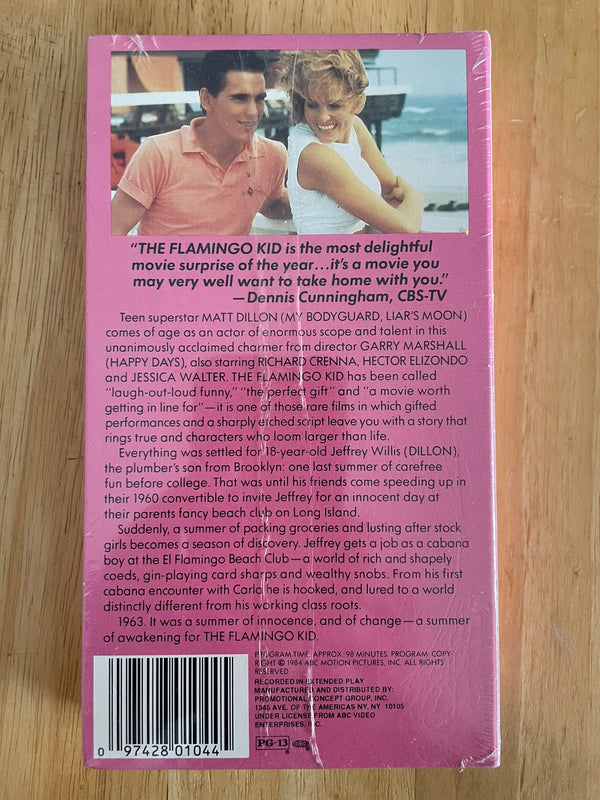 "THE FLAMINGO KID is the most delightful
movie surprise of the year...it's a movie you
may very well want to take home with you."
—Dennis Cunningham, CBS-TV
Teen superstar MATT DILLON (MY BODYGUARD, LIAR'S MOON)
comes of age as an actor of enormous scope and talent in this
unanimously acclaimed charmer from director GARRY MARSHALL
(HAPPY DAYS), also starring RICHARD CRENNA, HECTOR ELIZONDO
and JESSICA WALTER. THE FLAMINGO KID has been called
"laugh-out-loud funny," "the perfect gift" and "a movie worth
getting in line for"—it is one of those rare films in which gifted
performances and a sharply etched script leave you with a story that
rings true and characters who loom larger than life.
Everything was settled for 18-year-old Jeffrey Willis (DILLON),
the plumber's son from Brooklyn: one last summer of carefree
fun before college. That was until his friends come speeding up in
their 1960 convertible to invite Jeffrey for an innocent day at
their parents fancy beach club on Long Island.
Suddenly, a summer of packing groceries and lusting after stock
girls becomes a season of discovery. Jeffrey gets a job as a cabana
boy at the El Flamingo Beach Club—a world of rich and shapely
coeds, gin-playing card sharps and wealthy snobs. From his first
cabana encounter with Carla he is hooked, and lured to a world
distinctly different from his working class roots.
1963. It was a summer of innocence, and of change—a summer
of awakening for THE FLAMINGO KID.
PROGRAM TIME: APPROX. 98 MINUTES. PROGRAM: COPY-
RIGHT © 1984 ABC MOTION PICTURES, INC. ALL RIGHTS
RESERVED
RECORDED IN EXTENDED PLAY
MANUFACTURED AND DISTRIBUTED BY:
PROMOTIONAL CONCEPT GROUP, INC.
1345 AVE. OF THE AMERICAS NY, NY 10105
UNDER LICENSE FROM ABC VIDEO
ENTERPRISES, INC.
PG-13
0 97428 01044